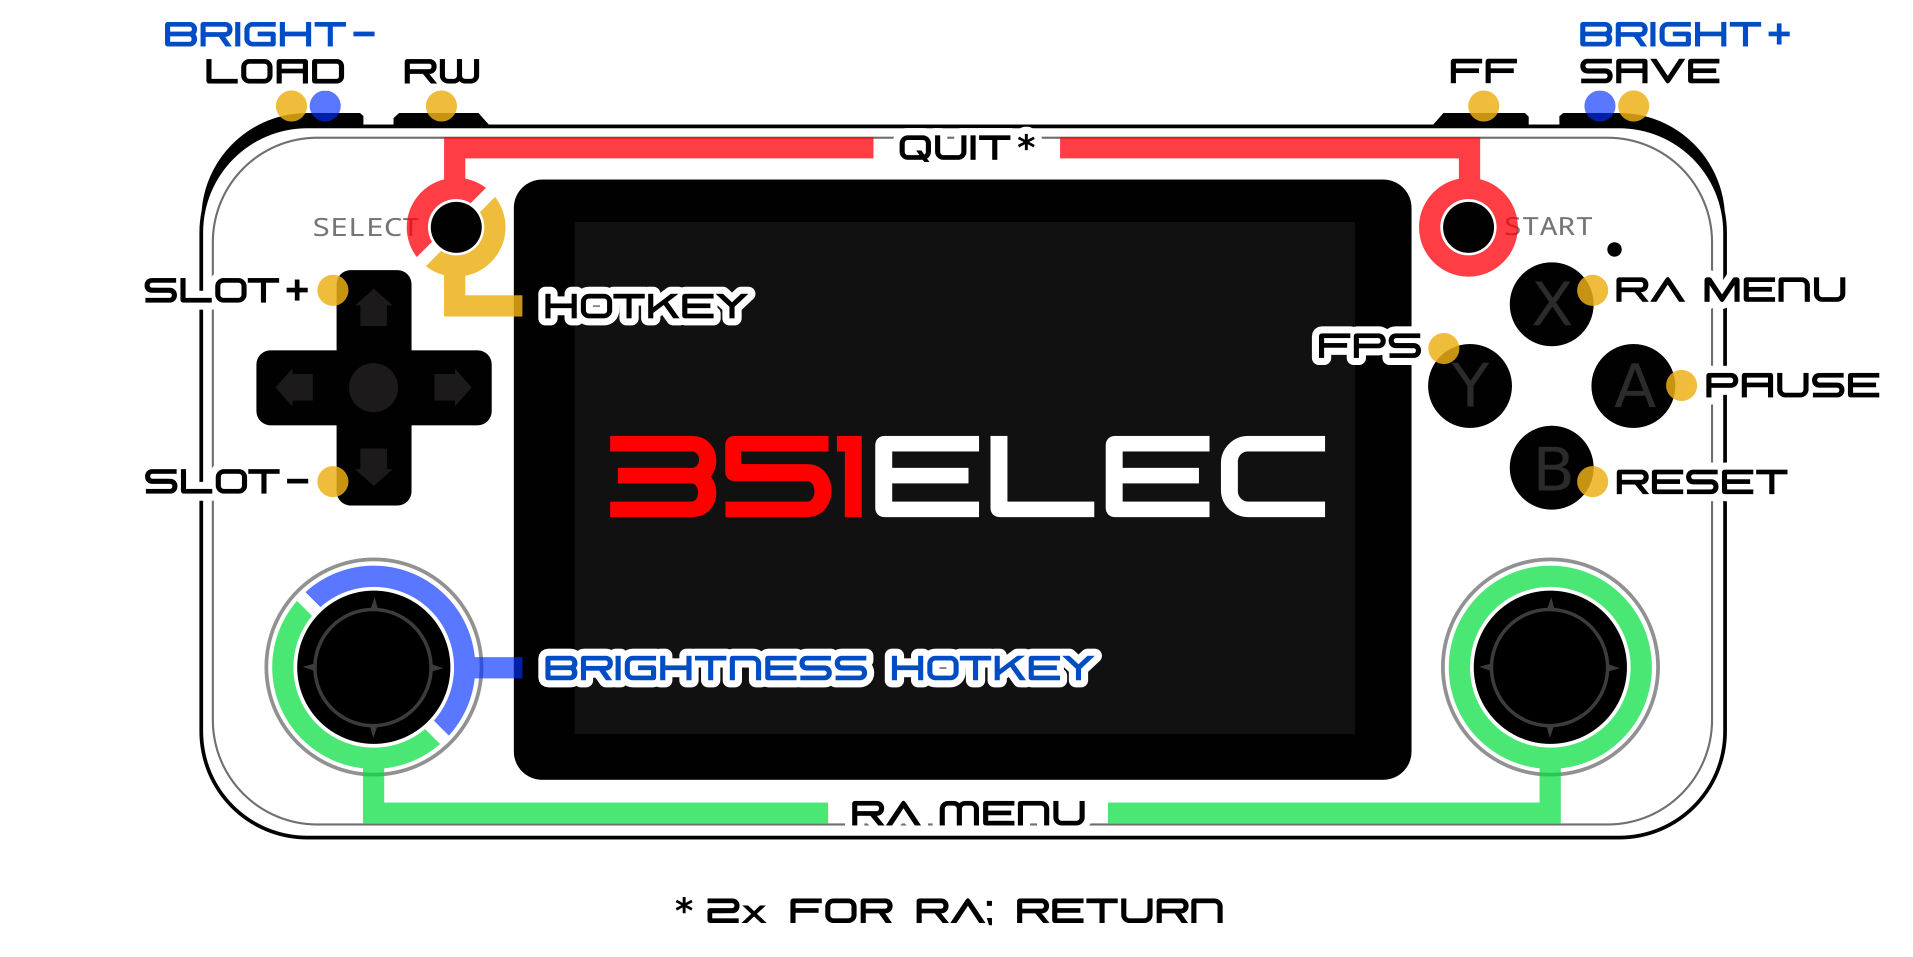 BRIGHT-
BRIGHT+
LOAD
RW
FF
SAVE
QUIT*
SELECT
START
SLOT+
HOTKEY
X
RA MENU
FPS
Y
A
PAUSE
351ELEC
SLOT-
B
RESET
BRIGHTNESS HOTKEY
RA MENU
* 2x FOR RA; RETURN